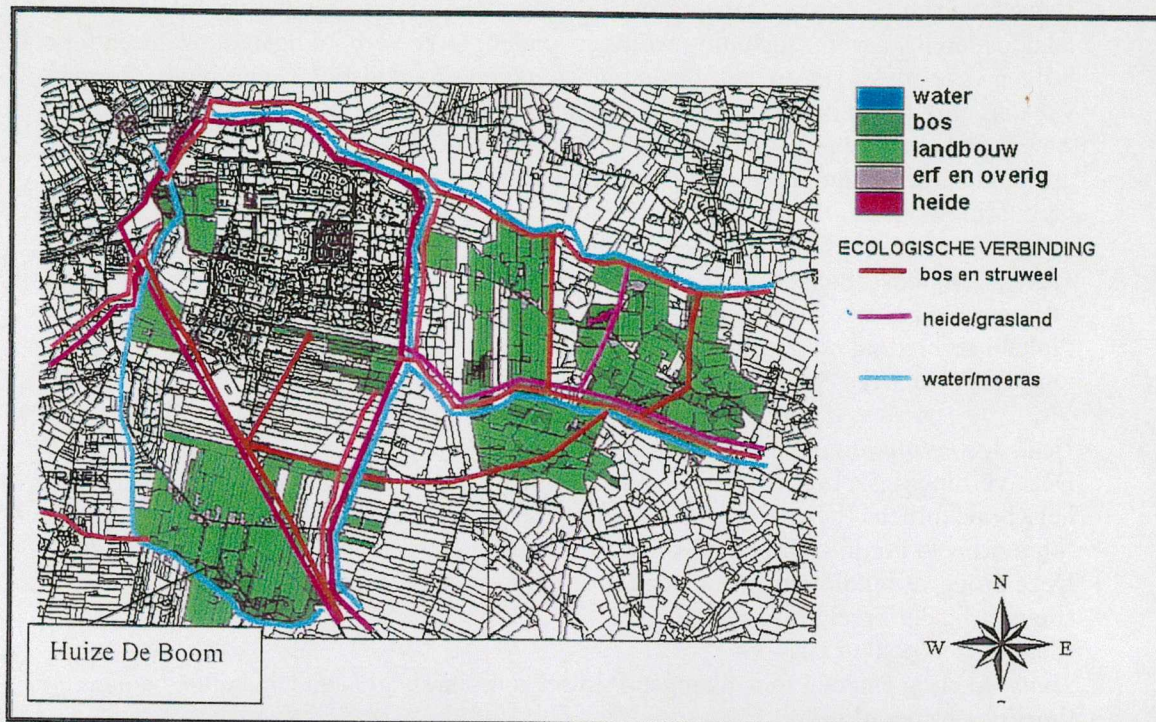 water
bos
landbouw
erf en overig
heide
ECOLOGISCHE VERBINDING
bos en struweel
heide/grasland
water/moeras
Huize De Boom
N
W
E